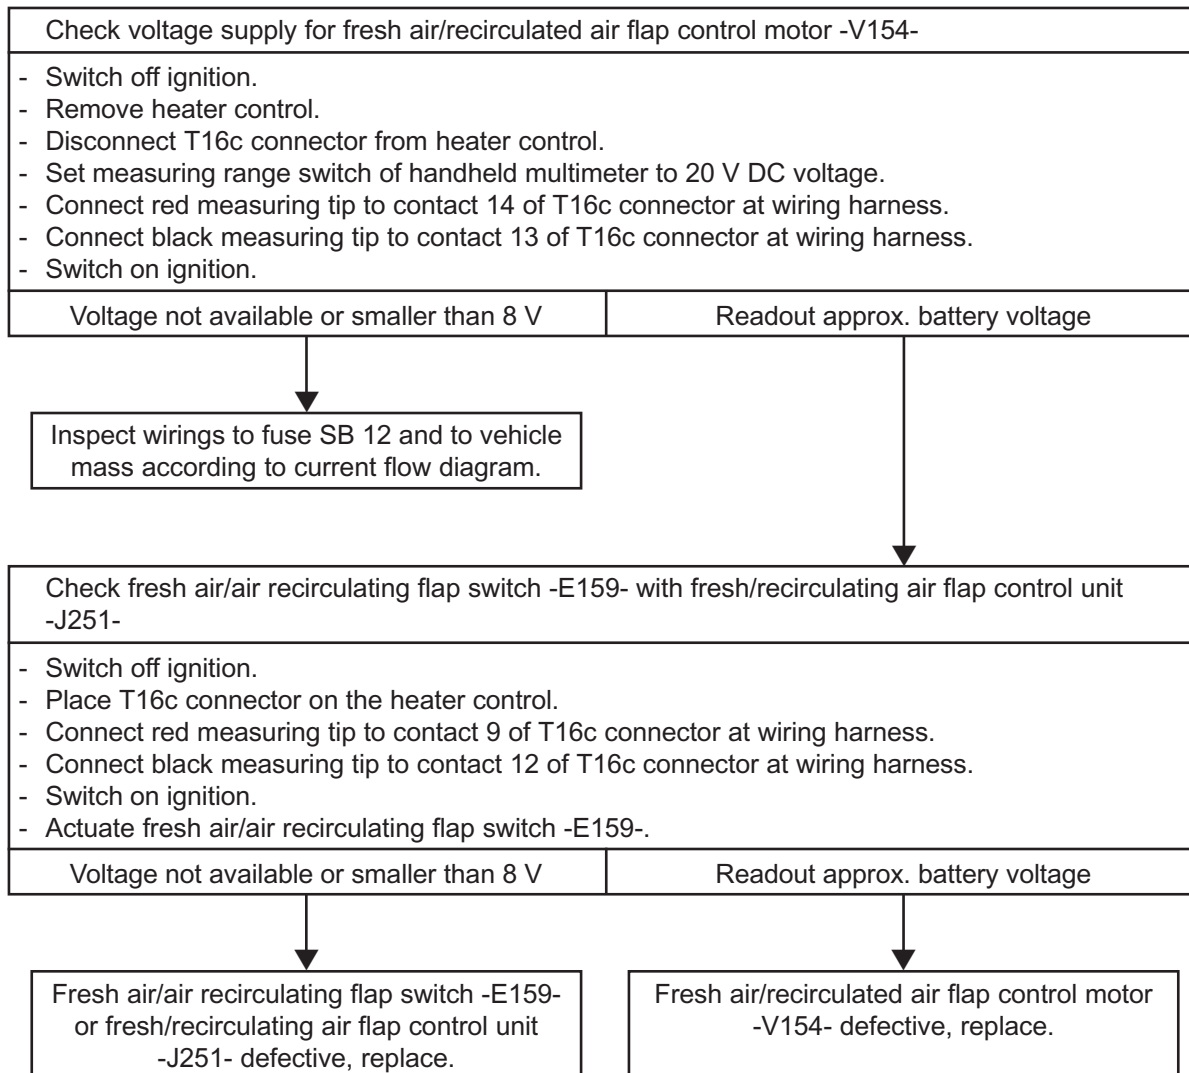 Check voltage supply for fresh air/recirculated air flap control motor -V154-
- Switch off ignition.
- Remove heater control.
- Disconnect T16c connector from heater control.
- Set measuring range switch of handheld multimeter to 20 V DC voltage.
- Connect red measuring tip to contact 14 of T16c connector at wiring harness.
- Connect black measuring tip to contact 13 of T16c connector at wiring harness.
- Switch on ignition.
Voltage not available or smaller than 8 V
Readout approx. battery voltage
Inspect wirings to fuse SB 12 and to vehicle
mass according to current flow diagram.
Check fresh air/air recirculating flap switch -E159- with fresh/recirculating air flap control unit
-J251-
- Switch off ignition.
- Place T16c connector on the heater control.
- Connect red measuring tip to contact 9 of T16c connector at wiring harness.
- Connect black measuring tip to contact 12 of T16c connector at wiring harness.
- Switch on ignition.
- Actuate fresh air/air recirculating flap switch -E159-.
Voltage not available or smaller than 8 V
Readout approx. battery voltage
Fresh air/air recirculating flap switch -E159-
or fresh/recirculating air flap control unit
-J251- defective, replace.
Fresh air/recirculated air flap control motor
-V154- defective, replace.